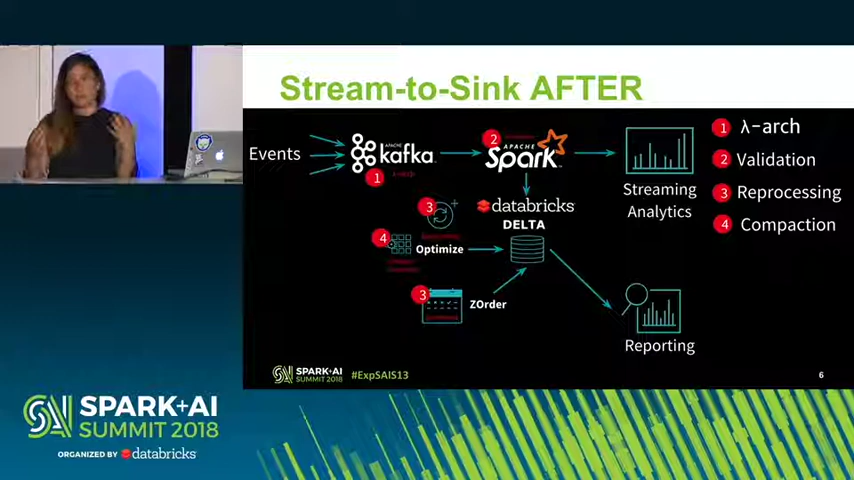 Stream-to-Sink AFTER
Events
APACHE
kafka
1
2
APACHE
Spark
Streaming
Analytics
1 λ-arch
2 Validation
3 Reprocessing
4 Compaction
databricks
DELTA
3
4
Optimize
3
ZOrder
Reporting
SPARK+AI
SUMMIT 2018
#ExpSAIS13
6
SPARK+AI
SUMMIT 2018
ORGANIZED BY databricks